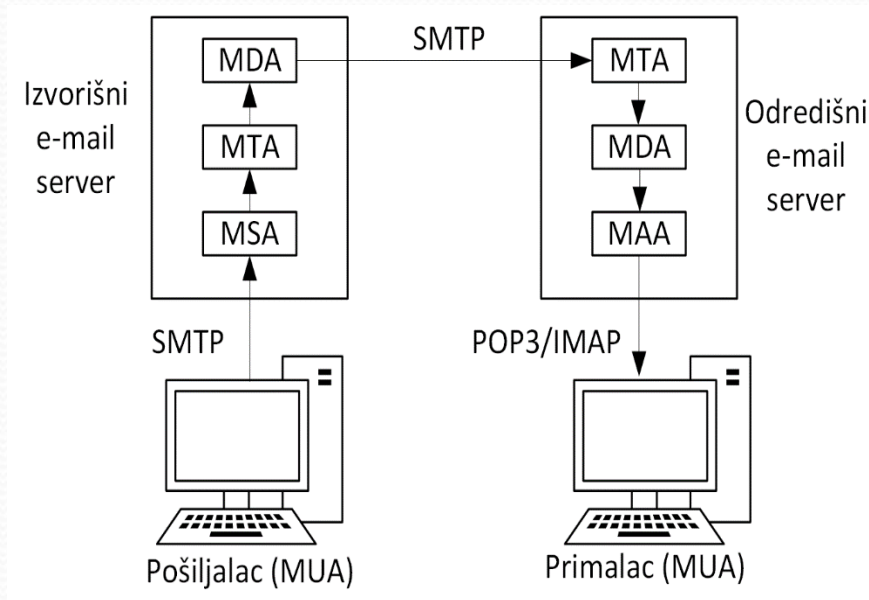 SMTP
MDA
MTA
Izvorišni
e-mail
server
MTA
MDA
Odredišni
e-mail
server
MSA
MAA
SMTP
POP3/IMAP
Pošiljalac (MUA)
Primalac (MUA)